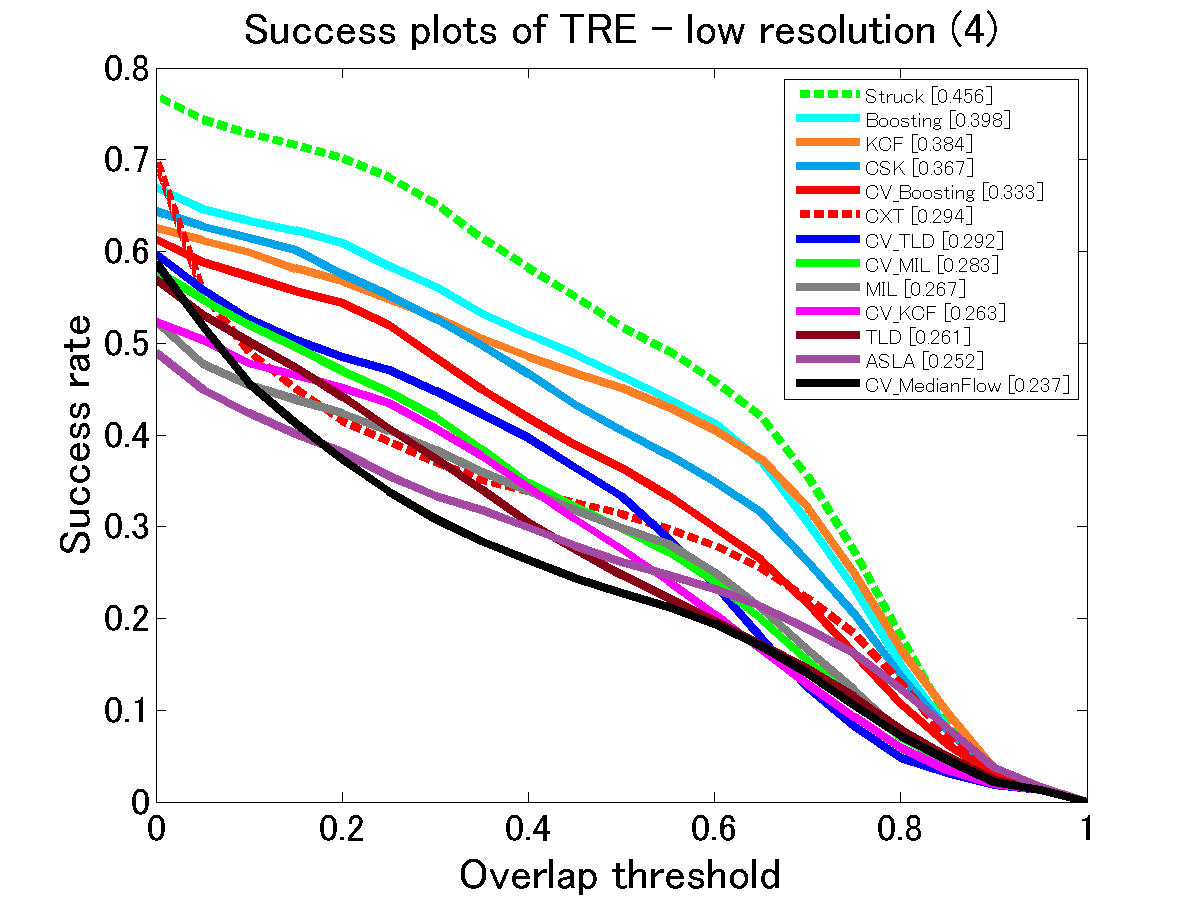 Success plots of TRE − low resolution (4)
0.8
0.7
0.6
0.5
0.4
0.3
0.2
0.1
0
Success rate
Struck [0.456]
Boosting [0.398]
KCF [0.384]
CSK [0.367]
CV_Boosting [0.333]
CXT [0.294]
CV_TLD [0.292]
CV_MIL [0.283]
MIL [0.267]
CV_KCF [0.263]
TLD [0.261]
ASLA [0.252]
CV_MedianFlow [0.237]
0 0.2 0.4 0.6 0.8 1
Overlap threshold